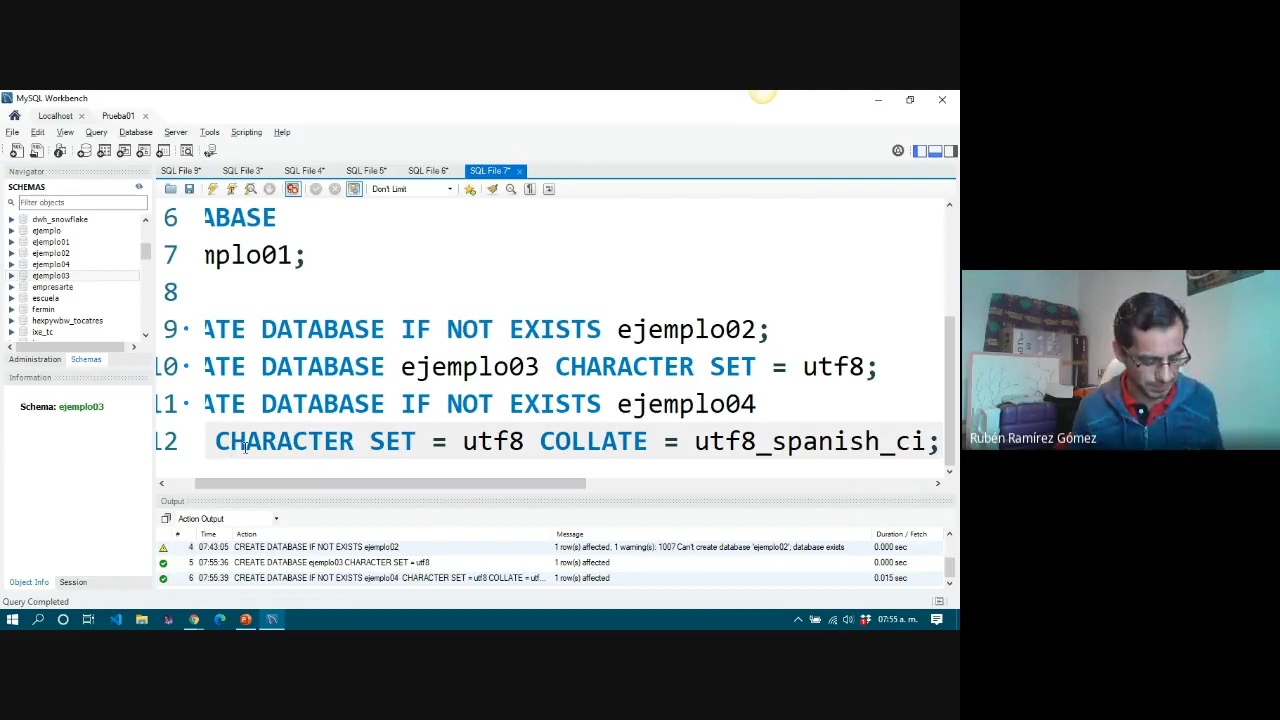 MySQL Workbench
Localhost × Prueba01 ×
File Edit View Query Database Server Tools Scripting Help
Navigator
SCHEMAS
Filter objects
dwh_snowflake
ejemplo
ejemplo01
ejemplo02
ejemplo04
ejemplo03
empresarte
escuela
fermin
hexpywbw_tocatres
ixe_tc
Administration Schemas
Information
Schema: ejemplo03
Object Info Session
SQL File 9* SQL File 3* SQL File 4* SQL File 5* SQL File 6* SQL File 7* ×
Don't Limit
6 ABASE
7 mplo01;
8
9 ATE DATABASE IF NOT EXISTS ejemplo02;
10 ATE DATABASE ejemplo03 CHARACTER SET = utf8;
11 ATE DATABASE IF NOT EXISTS ejemplo04
12 CHARACTER SET = utf8 COLLATE = utf8_spanish_ci;
Output
Action Output
# Time Action Message Duration / Fetch
4 07:43:05 CREATE DATABASE IF NOT EXISTS ejemplo02 1 row(s) affected, 1 warning(s): 1007 Can't create database 'ejemplo02', database exists 0.000 sec
5 07:55:36 CREATE DATABASE ejemplo03 CHARACTER SET = utf8 1 row(s) affected 0.000 sec
6 07:55:39 CREATE DATABASE IF NOT EXISTS ejemplo04 CHARACTER SET = utf8 COLLATE = utf... 1 row(s) affected 0.015 sec
Query Completed
07:55 a. m.
Rubén Ramírez Gómez